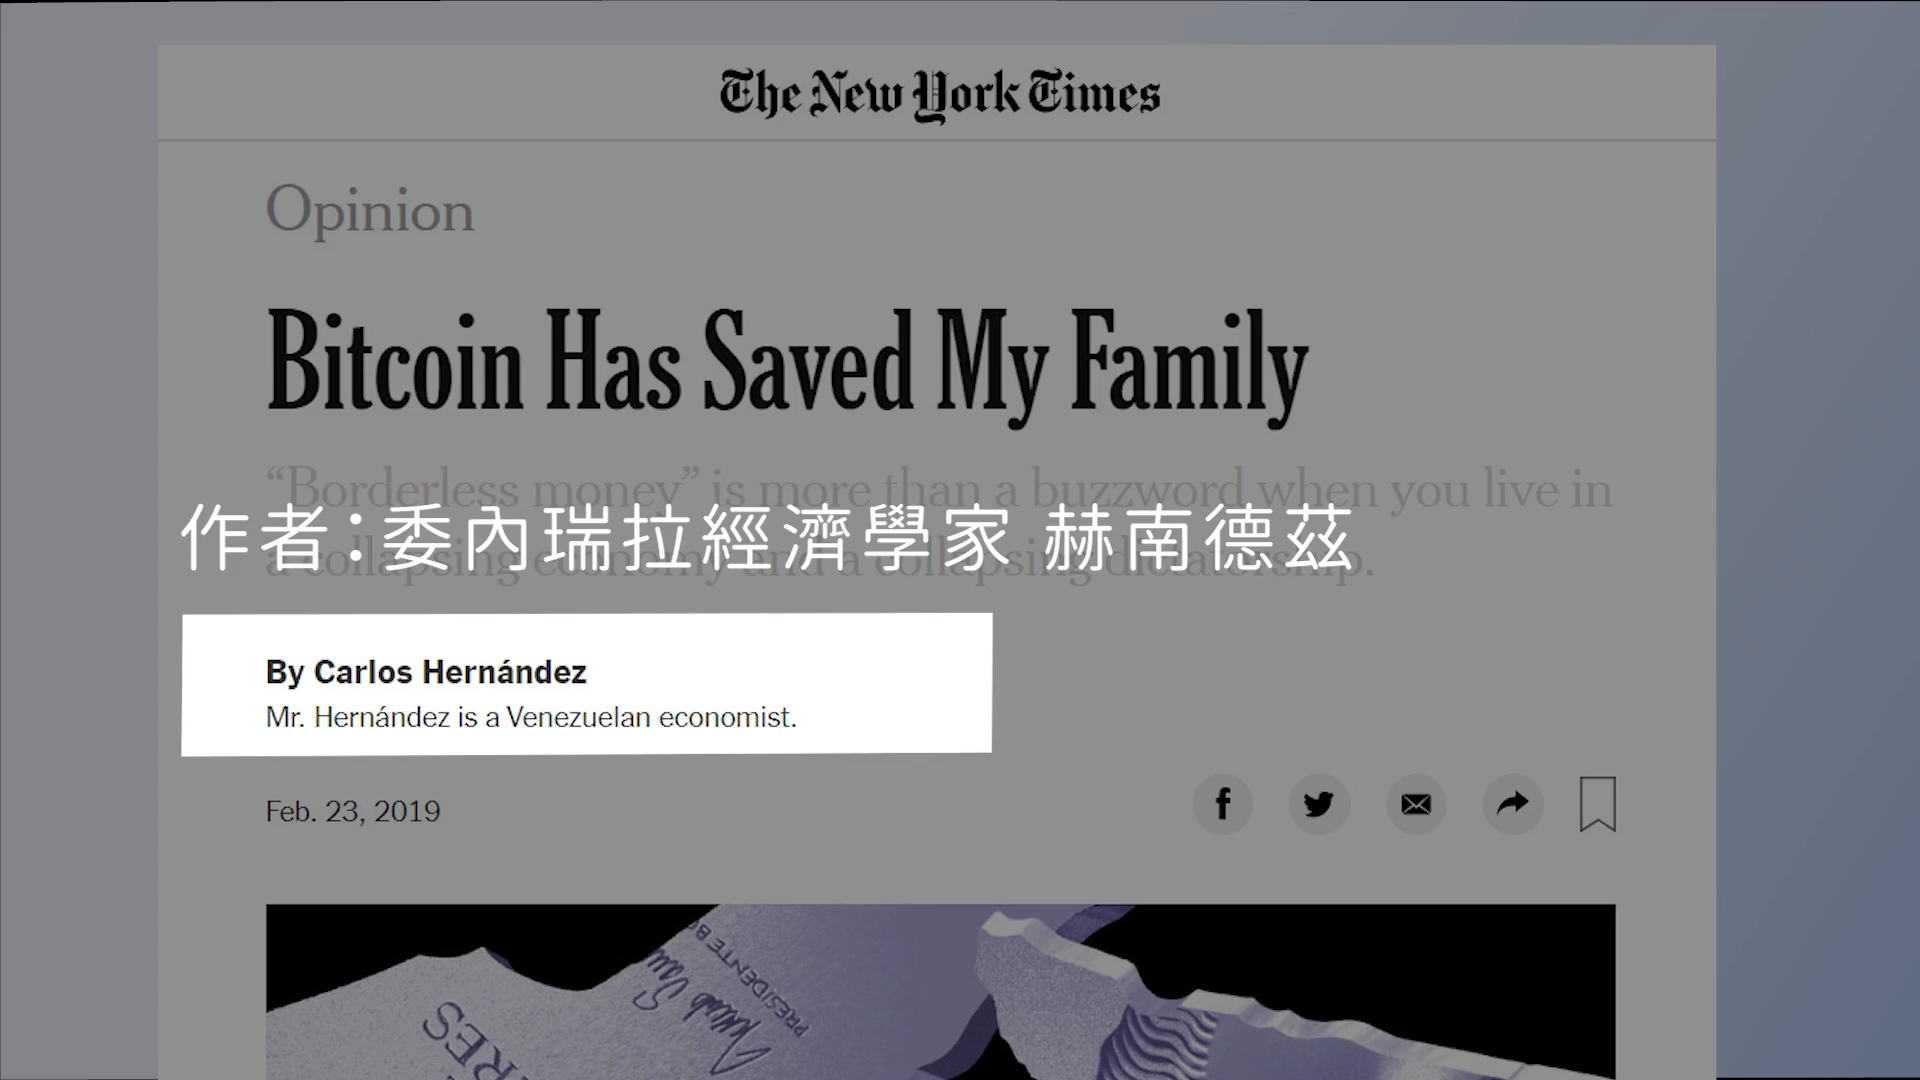 The New York Times
Opinion
Bitcoin Has Saved My Family
“Borderless money” is more than a buzzword when you live in
a collapsing economy and a collapsing dictatorship.
作者：委內瑞拉經濟學家 赫南德茲
By Carlos Hernández
Mr. Hernández is a Venezuelan economist.
Feb. 23, 2019
PRESIDENTE BC
RES